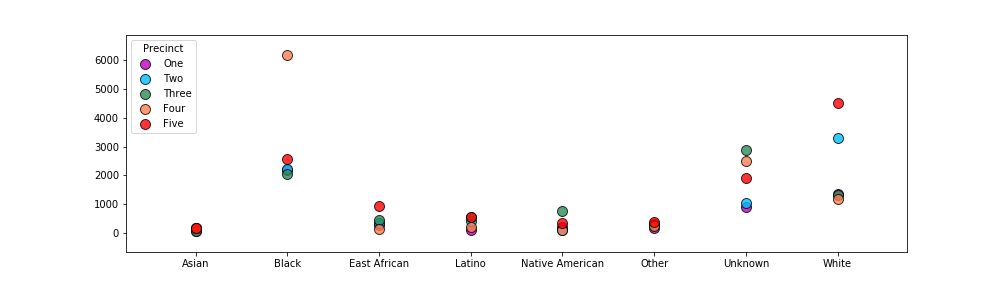 Precinct
One
Two
Three
Four
Five
6000
5000
4000
3000
2000
1000
0
Asian Black East African Latino Native American Other Unknown White